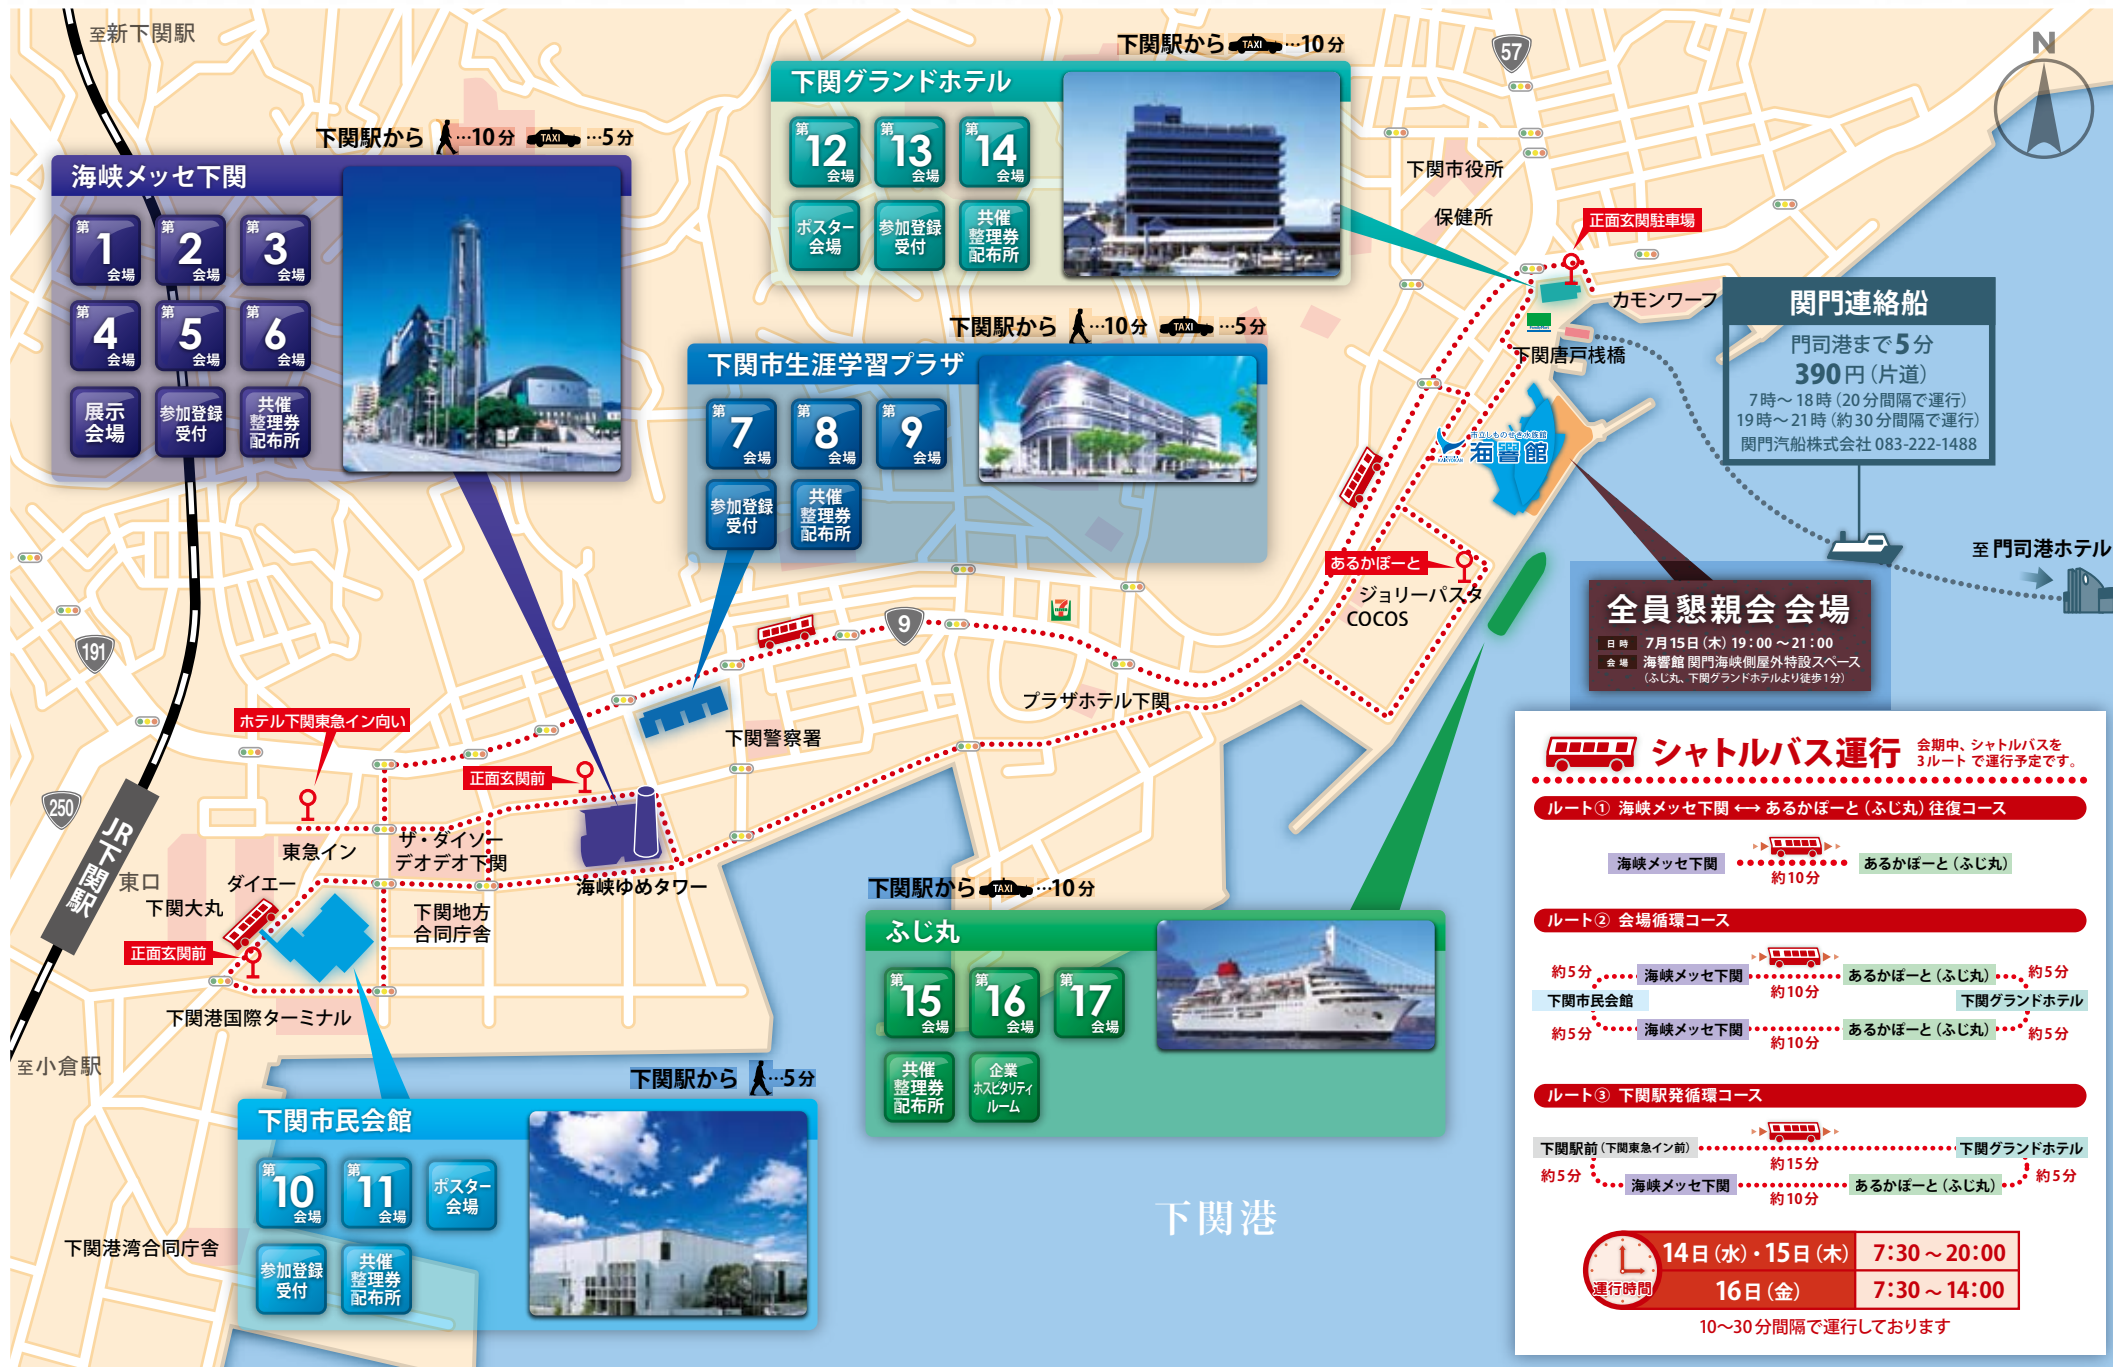 至新下関駅
下関駅から …10分 TAXI …5分
海峡メッセ下関
第1会場
第2会場
第3会場
第4会場
第5会場
第6会場
展示会場
参加登録受付
共催整理券配布所
下関駅から TAXI …10分
下関グランドホテル
第12会場
第13会場
第14会場
ポスター会場
参加登録受付
共催整理券配布所
下関駅から …10分 TAXI …5分
下関市生涯学習プラザ
第7会場
第8会場
第9会場
参加登録受付
共催整理券配布所
57
N
下関市役所
保健所
正面玄関駐車場
カモンワーフ
FamilyMart
下関唐戸桟橋
市立しものせき水族館
海響館
関門連絡船
門司港まで5分
390円(片道)
7時～18時(20分間隔で運行)
19時～21時(約30分間隔で運行)
関門汽船株式会社 083-222-1488
至 門司港ホテル
あるかぽーと
ジョリーパスタ
COCOS
全員懇親会 会場
日時 7月15日(木) 19:00～21:00
会場 海響館 関門海峡側屋外特設スペース
(ふじ丸、下関グランドホテルより徒歩1分)
191
250
9
7
ホテル下関東急イン向い
正面玄関前
プラザホテル下関
下関警察署
JR下関駅
東口
東急イン
ザ・ダイソー
デオデオ下関
海峡ゆめタワー
ダイエー
下関大丸
下関地方
合同庁舎
正面玄関前
下関港国際ターミナル
至小倉駅
下関港湾合同庁舎
下関駅から …5分
下関市民会館
第10会場
第11会場
ポスター会場
参加登録受付
共催整理券配布所
下関駅から TAXI …10分
ふじ丸
第15会場
第16会場
第17会場
共催整理券配布所
企業ホスピタリティルーム
下関港
シャトルバス運行
会期中、シャトルバスを
3ルートで運行予定です。
ルート① 海峡メッセ下関 ⟷ あるかぽーと(ふじ丸)往復コース
海峡メッセ下関 約10分 あるかぽーと(ふじ丸)
ルート② 会場循環コース
約5分 海峡メッセ下関 約10分 あるかぽーと(ふじ丸) 約5分
下関市民会館 下関グランドホテル
約5分 海峡メッセ下関 約10分 あるかぽーと(ふじ丸) 約5分
ルート③ 下関駅発循環コース
下関駅前(下関東急イン前) 約15分 下関グランドホテル
約5分 海峡メッセ下関 約10分 あるかぽーと(ふじ丸) 約5分
運行時間
14日(水)・15日(木) 7:30～20:00
16日(金) 7:30～14:00
10～30分間隔で運行しております